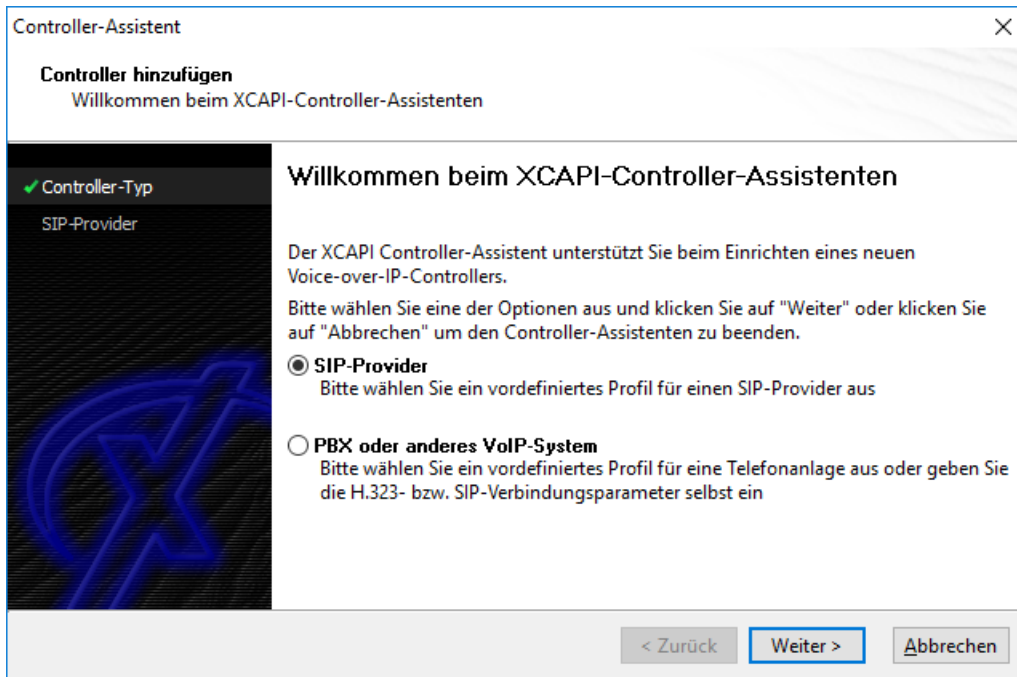 Controller-Assistent
Controller hinzufügen
Willkommen beim XCAPI-Controller-Assistenten
Controller-Typ
SIP-Provider
Willkommen beim XCAPI-Controller-Assistenten
Der XCAPI Controller-Assistent unterstützt Sie beim Einrichten eines neuen
Voice-over-IP-Controllers.
Bitte wählen Sie eine der Optionen aus und klicken Sie auf "Weiter" oder klicken Sie
auf "Abbrechen" um den Controller-Assistenten zu beenden.
SIP-Provider
Bitte wählen Sie ein vordefiniertes Profil für einen SIP-Provider aus
PBX oder anderes VoIP-System
Bitte wählen Sie ein vordefiniertes Profil für eine Telefonanlage aus oder geben Sie
die H.323- bzw. SIP-Verbindungsparameter selbst ein
< Zurück Weiter > Abbrechen